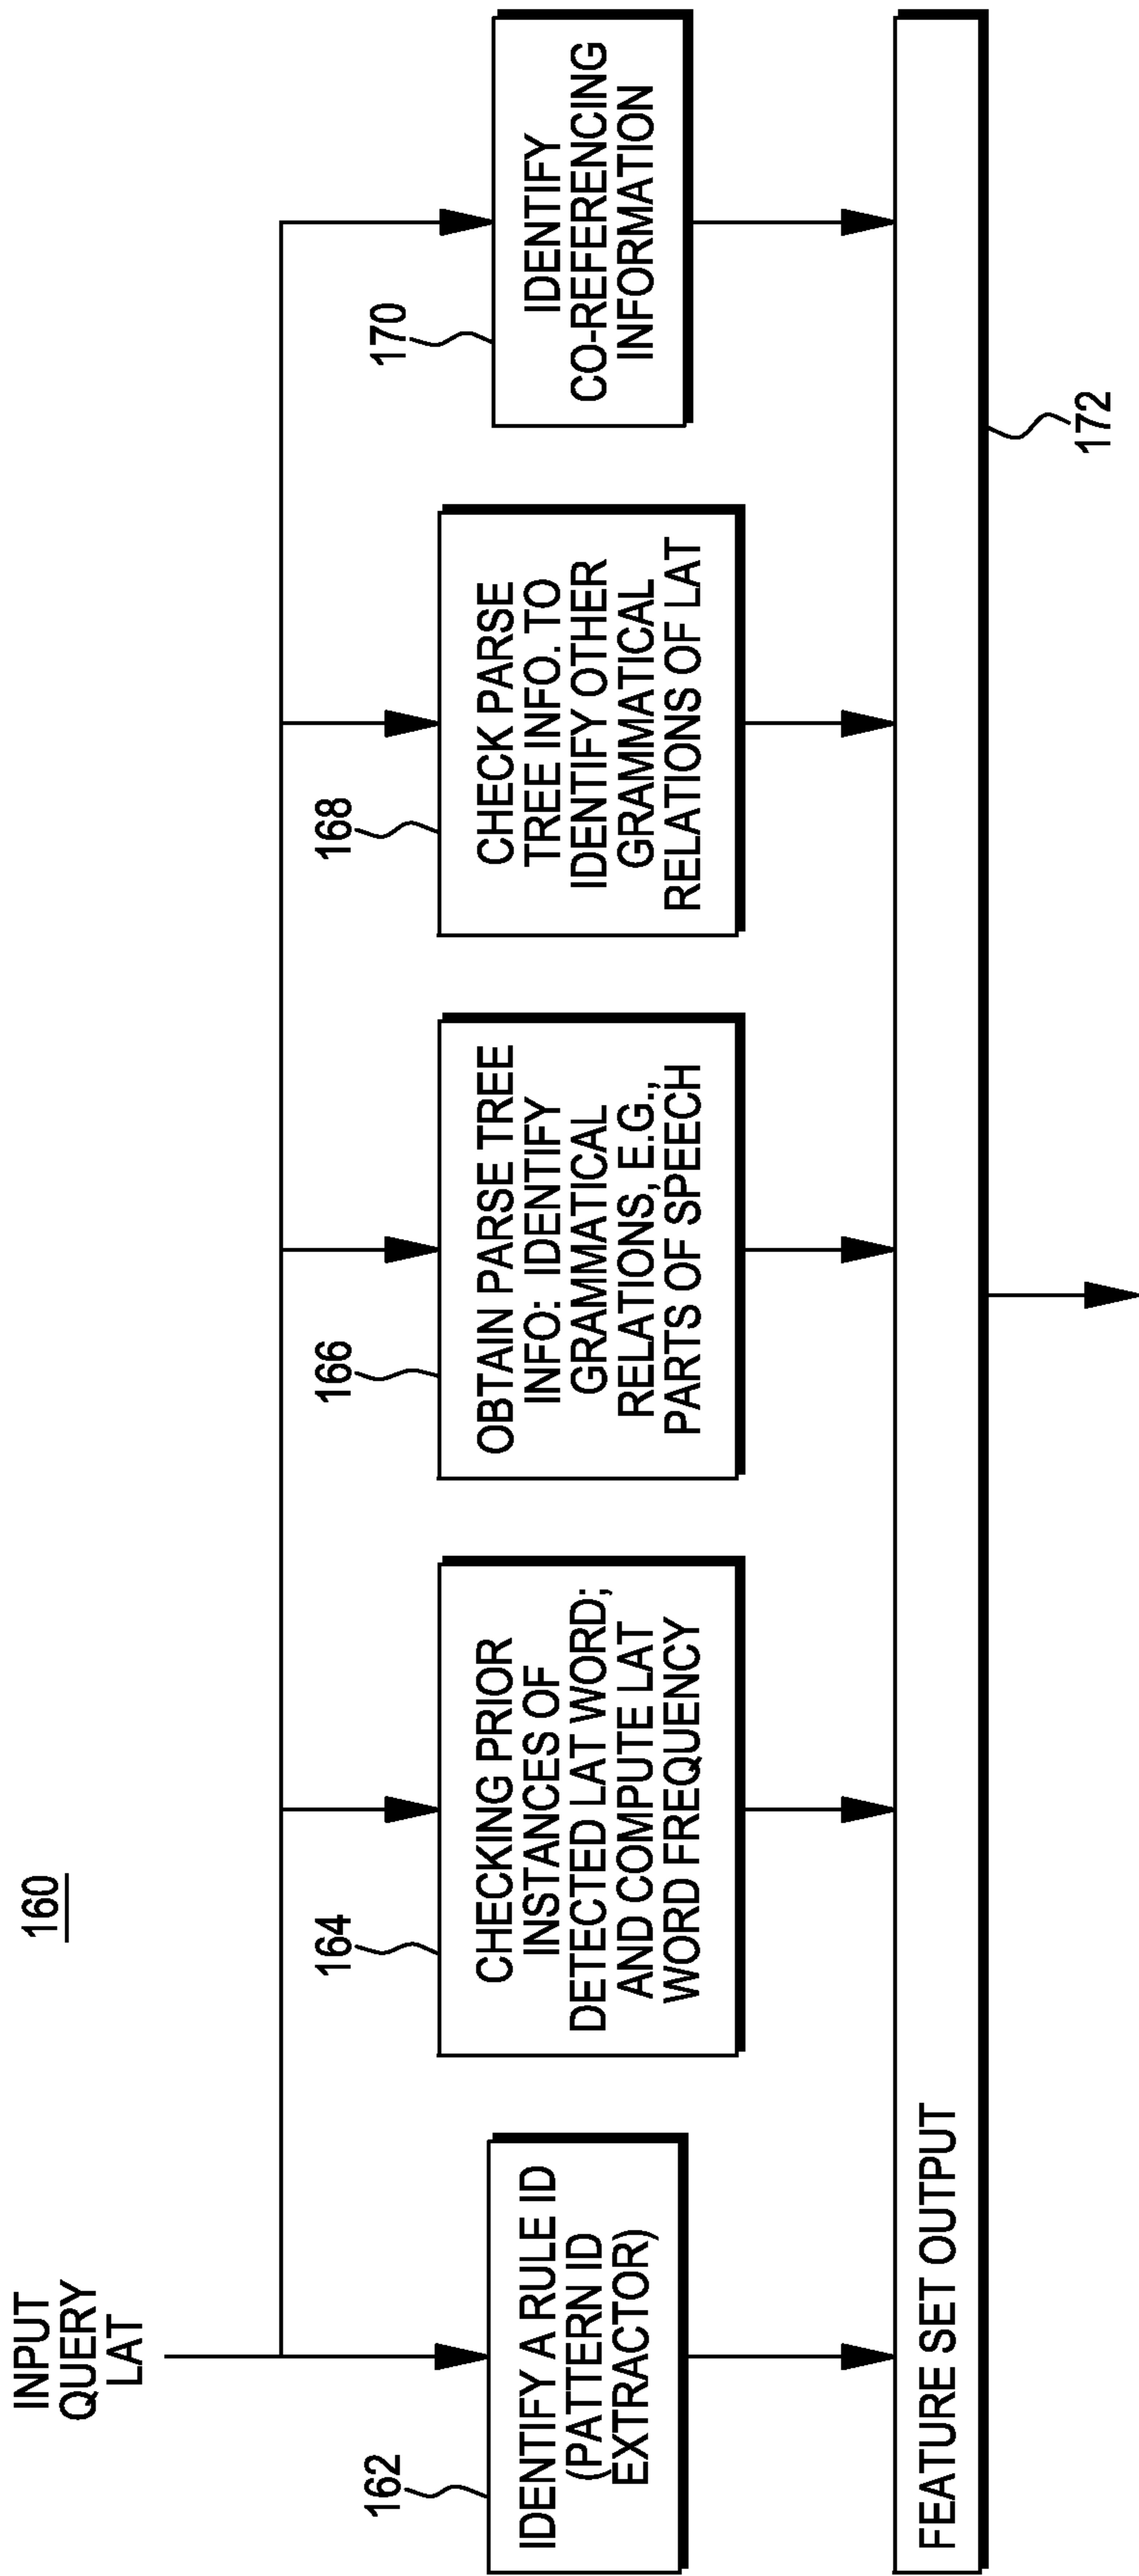 160
INPUT
QUERY
LAT
162
IDENTIFY A RULE ID
(PATTERN ID
EXTRACTOR)
164
CHECKING PRIOR
INSTANCES OF
DETECTED LAT WORD;
AND COMPUTE LAT
WORD FREQUENCY
166
OBTAIN PARSE TREE
INFO: IDENTIFY
GRAMMATICAL
RELATIONS, E.G.,
PARTS OF SPEECH
168
CHECK PARSE
TREE INFO. TO
IDENTIFY OTHER
GRAMMATICAL
RELATIONS OF LAT
170
IDENTIFY
CO-REFERENCING
INFORMATION
FEATURE SET OUTPUT
172